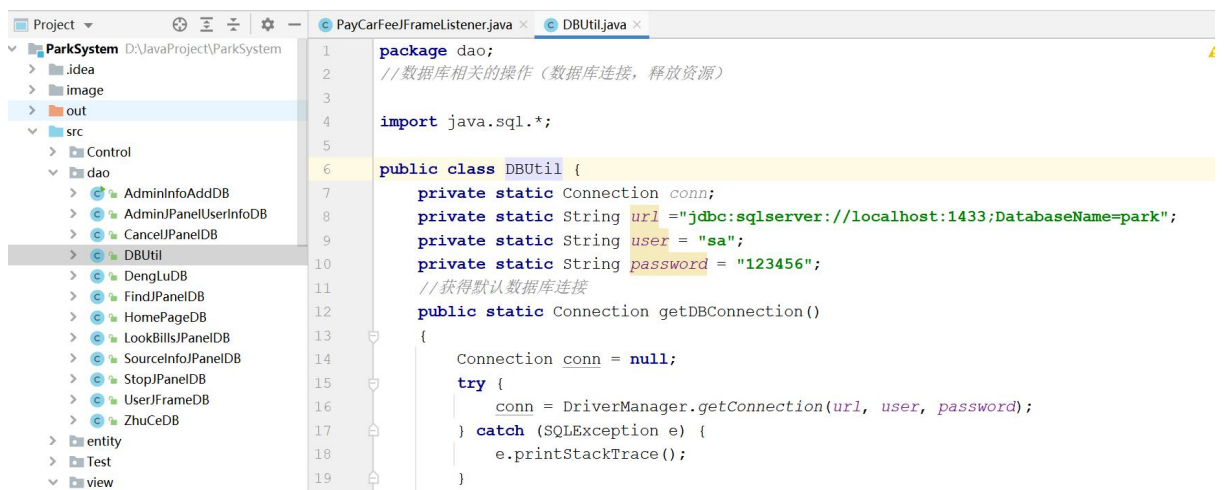 Project
ParkSystem D:\JavaProject\ParkSystem
.idea
image
out
src
Control
dao
AdminInfoAddDB
AdminJPanelUserInfoDB
CancelJPanelDB
DBUtil
DengLuDB
FindJPanelDB
HomePageDB
LookBillsJPanelDB
SourceInfoJPanelDB
StopJPanelDB
UserJFrameDB
ZhuCeDB
entity
Test
view
PayCarFeeJFrameListener.java
DBUtil.java
1 package dao;
2 //数据库相关的操作（数据库连接，释放资源）
3
4 import java.sql.*;
5
6 public class DBUtil {
7 private static Connection conn;
8 private static String url ="jdbc:sqlserver://localhost:1433;DatabaseName=park";
9 private static String user = "sa";
10 private static String password = "123456";
11 //获得默认数据库连接
12 public static Connection getDBConnection()
13 {
14 Connection conn = null;
15 try {
16 conn = DriverManager.getConnection(url, user, password);
17 } catch (SQLException e) {
18 e.printStackTrace();
19 }